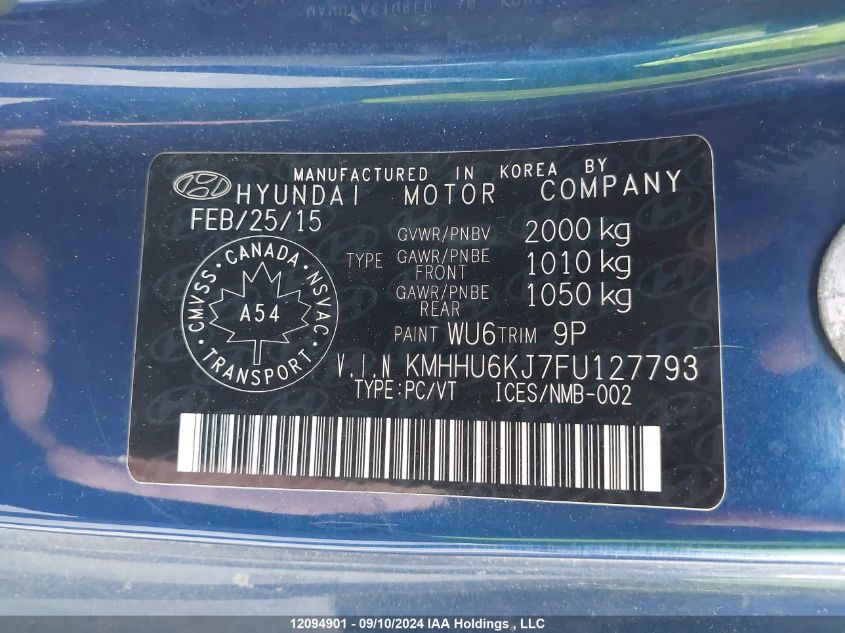 MANUFACTURED IN KOREA BY
HYUNDAI MOTOR COMPANY
FEB/25/15
GVWR/PNBV 2000 kg
TYPE GAWR/PNBE FRONT 1010 kg
GAWR/PNBE REAR 1050 kg
CMVSS · CANADA · NSVAC · TRANSPORT ·
A54
PAINT WU6 TRIM 9P
V.I.N KMHHU6KJ7FU127793
TYPE:PC/VT ICES/NMB-002
12094901 - 09/10/2024 IAA Holdings , LLC